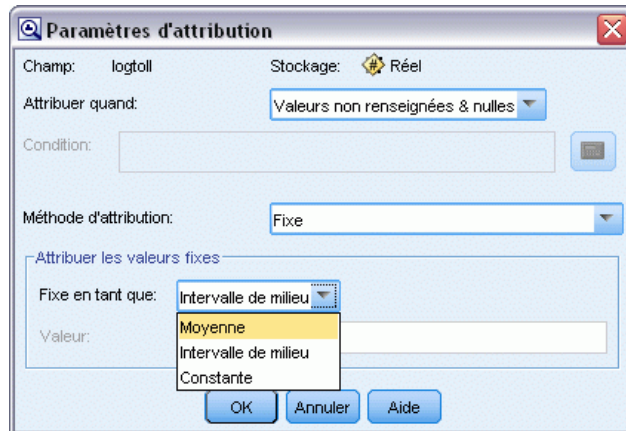 Paramètres d'attribution
Champ: logtoll Stockage: Réel
Attribuer quand: Valeurs non renseignées & nulles
Condition:
Méthode d'attribution: Fixe
Attribuer les valeurs fixes
Fixe en tant que: Intervalle de milieu
Valeur:
Moyenne
Intervalle de milieu
Constante
OK Annuler Aide